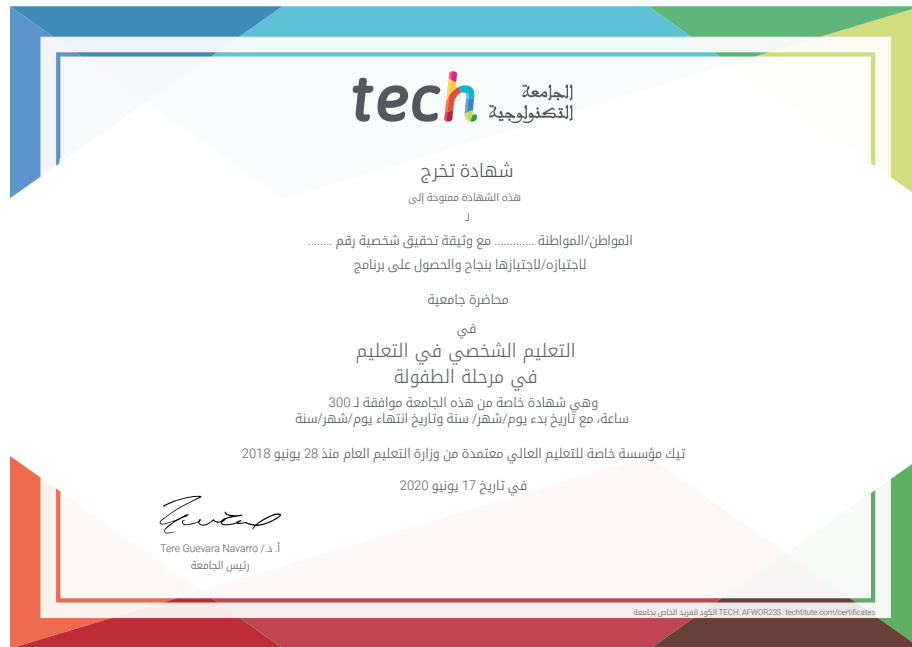 tech الجامعة
التكنولوجية
شهادة تخرج
هذه الشهادة ممنوحة إلى
لـ
المواطن/المواطنة ............ مع وثيقة تحقيق شخصية رقم ........
لاجتيازه/لاجتيازها بنجاح والحصول على برنامج
محاضرة جامعية
في
التعليم الشخصي في التعليم
في مرحلة الطفولة
وهي شهادة خاصة من هذه الجامعة موافقة لـ 300
ساعة، مع تاريخ بدء يوم/شهر/ سنة وتاريخ انتهاء يوم/شهر/سنة
تيك مؤسسة خاصة للتعليم العالي معتمدة من وزارة التعليم العام منذ 28 يونيو 2018
في تاريخ 17 يونيو 2020
أ. د./ Tere Guevara Navarro
رئيس الجامعة
الكود الفريد الخاص بجامعة TECH: AFWOR23S techtitute.com/certificates